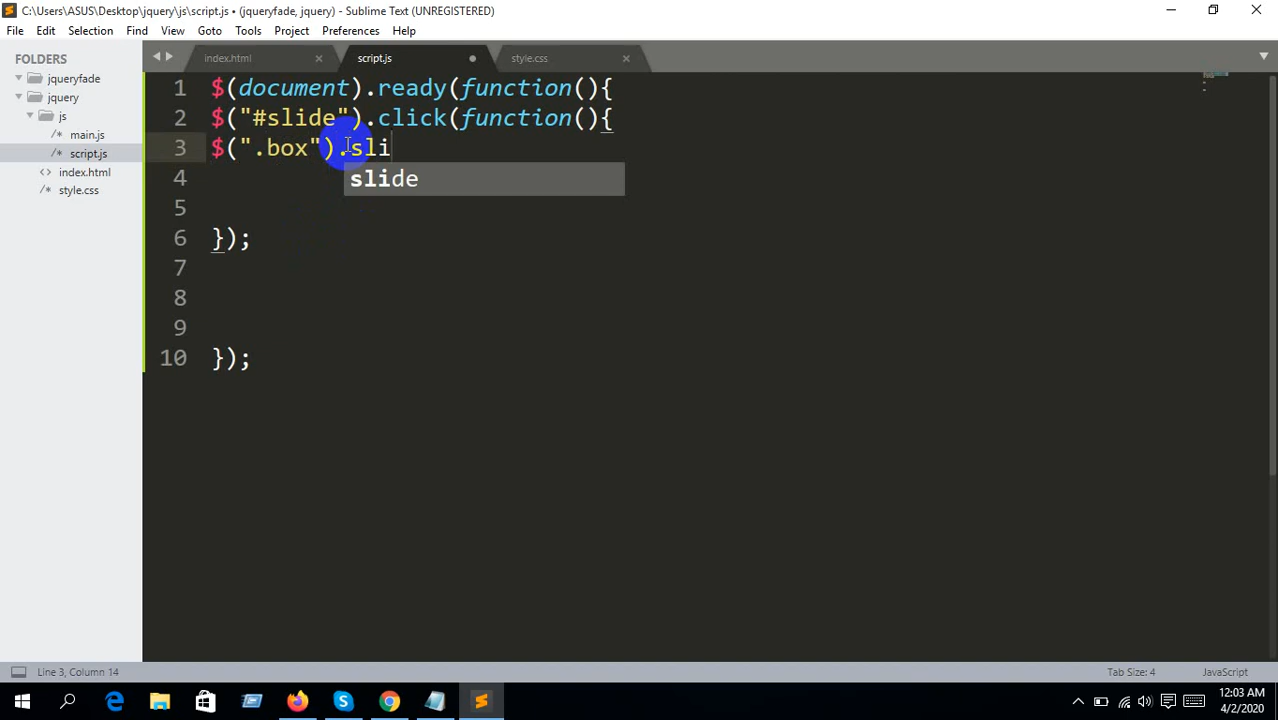 C:\Users\ASUS\Desktop\jquery\js\script.js • (jqueryfade, jquery) - Sublime Text (UNREGISTERED)
File Edit Selection Find View Goto Tools Project Preferences Help
FOLDERS
jqueryfade
jquery
js
main.js
script.js
index.html
style.css
index.html script.js style.css
1 $(document).ready(function(){
2 $("#slide").click(function(){
3 $(".box").sli
slide
4
5
6 });
7
8
9
10 });
Line 3, Column 14 Tab Size: 4 JavaScript
12:03 AM
4/2/2020